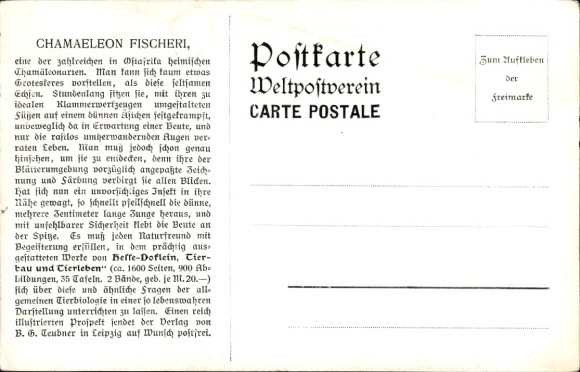 CHAMAELEON FISCHERI,
eine der zahlreichen in Ostafrika heimischen
Chamäleonarten. Man kann sich kaum etwas
Groteskeres vorstellen, als diese seltsamen
Echsen. Stundenlang sitzen sie, mit ihren zu
idealen Klammerwerkzeugen umgestalteten
Füßen auf einem dünnen Ästchen festgekrampft,
unbeweglich da in Erwartung einer Beute, und
nur die rastlos umherwandernden Augen ver-
raten Leben. Man muß jedoch schon genau
hinsehen, um sie zu entdecken, denn ihre der
Blätterumgebung vorzüglich angepaßte Zeich-
nung und Färbung verbirgt sie allen Blicken.
Hat sich nun ein unvorsichtiges Insekt in ihre
Nähe gewagt, so schnellt pfeilschnell die dünne,
mehrere Zentimeter lange Zunge heraus, und
mit unfehlbarer Sicherheit klebt die Beute an
der Spitze. Es muß jeden Naturfreund mit
Begeisterung erfüllen, in dem prächtig aus-
gestatteten Werke von Hesse-Doflein, „Tier-
bau und Tierleben“ (ca. 1600 Seiten, 900 Ab-
bildungen, 35 Tafeln. 2 Bände, geb. je M. 20.—)
sich über diese und ähnliche Fragen der all-
gemeinen Tierbiologie in einer so lebenswahren
Darstellung unterrichten zu lassen. Einen reich
illustrierten Prospekt sendet der Verlag von
B. G. Teubner in Leipzig auf Wunsch postfrei.
Postkarte
Weltpostverein
CARTE POSTALE
Zum Aufkleben
der
Freimarke